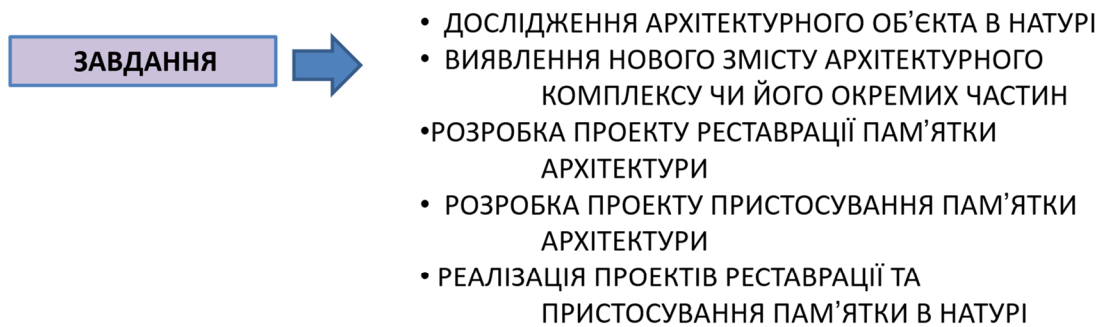 ЗАВДАННЯ
• ДОСЛІДЖЕННЯ АРХІТЕКТУРНОГО ОБ’ЄКТА В НАТУРІ
• ВИЯВЛЕННЯ НОВОГО ЗМІСТУ АРХІТЕКТУРНОГО
КОМПЛЕКСУ ЧИ ЙОГО ОКРЕМИХ ЧАСТИН
•РОЗРОБКА ПРОЕКТУ РЕСТАВРАЦІЇ ПАМ’ЯТКИ
АРХІТЕКТУРИ
• РОЗРОБКА ПРОЕКТУ ПРИСТОСУВАННЯ ПАМ’ЯТКИ
АРХІТЕКТУРИ
• РЕАЛІЗАЦІЯ ПРОЕКТІВ РЕСТАВРАЦІЇ ТА
ПРИСТОСУВАННЯ ПАМ’ЯТКИ В НАТУРІ